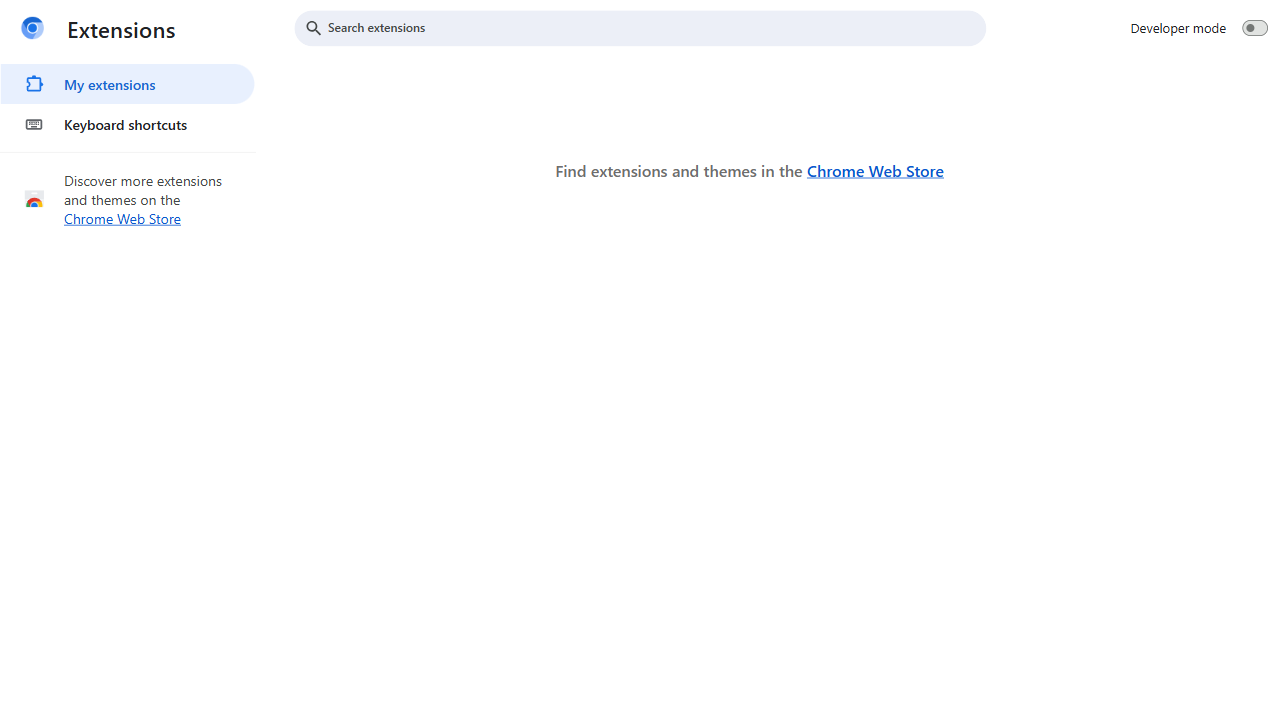 Extensions
Search extensions
Developer mode
My extensions
Keyboard shortcuts
Discover more extensions
and themes on the
Chrome Web Store
Find extensions and themes in the Chrome Web Store